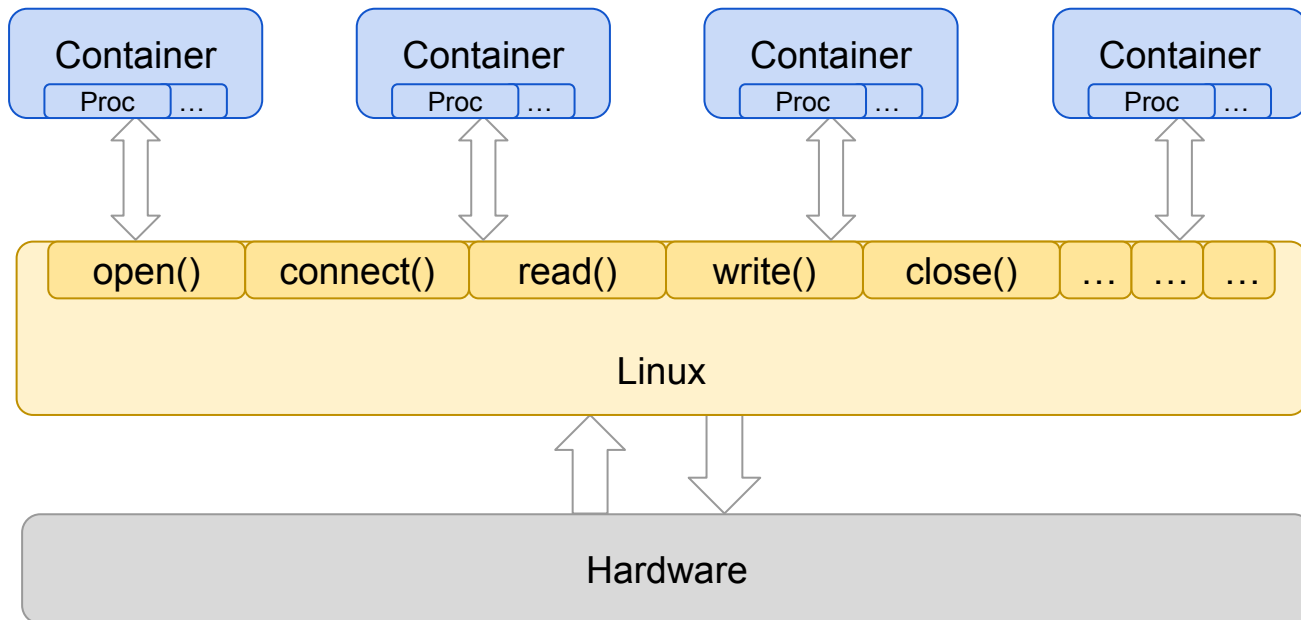 Container Container Container Container
Proc … Proc … Proc … Proc …
open() connect() read() write() close() … … …
Linux
Hardware